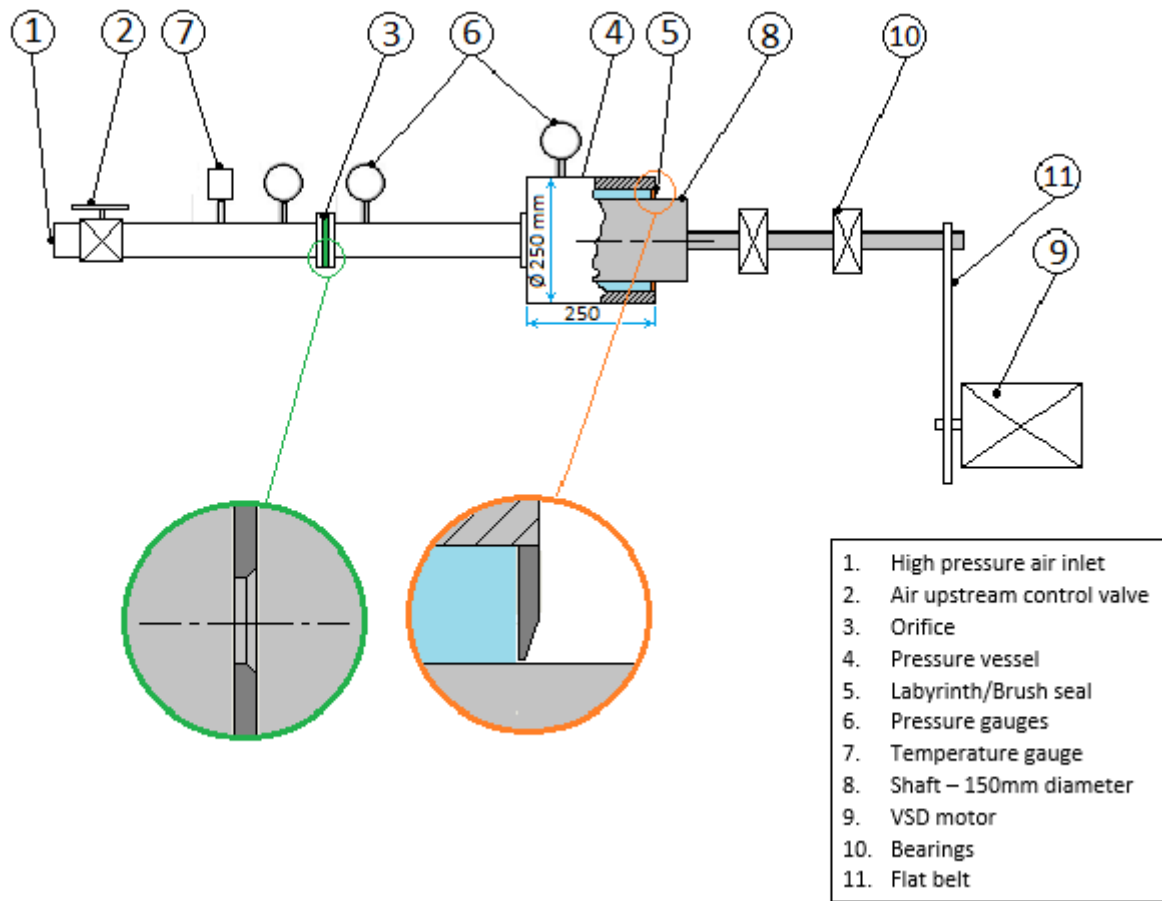 1 2 7 3 6 4 5 8 10
11
9
Ø 250 mm
250
1. High pressure air inlet
2. Air upstream control valve
3. Orifice
4. Pressure vessel
5. Labyrinth/Brush seal
6. Pressure gauges
7. Temperature gauge
8. Shaft – 150mm diameter
9. VSD motor
10. Bearings
11. Flat belt